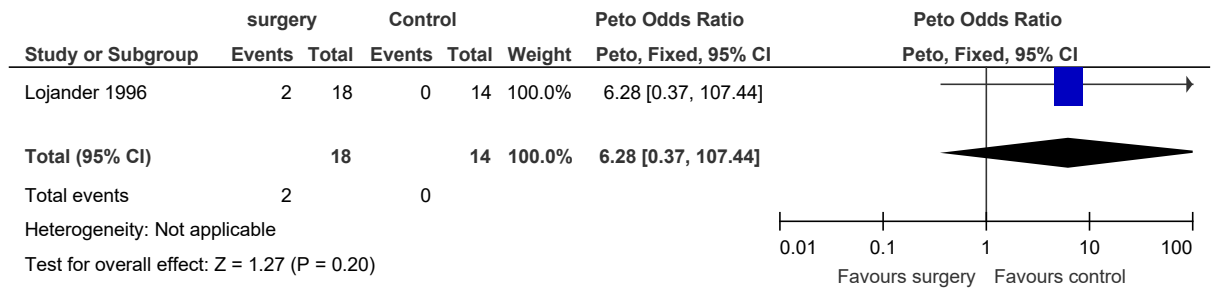 surgery Control Peto Odds Ratio Peto Odds Ratio
Study or Subgroup Events Total Events Total Weight Peto, Fixed, 95% CI Peto, Fixed, 95% CI
Lojander 1996 2 18 0 14 100.0% 6.28 [0.37, 107.44]
Total (95% CI) 18 14 100.0% 6.28 [0.37, 107.44]
Total events 2 0
Heterogeneity: Not applicable
Test for overall effect: Z = 1.27 (P = 0.20)
0.01 0.1 1 10 100
Favours surgery Favours control